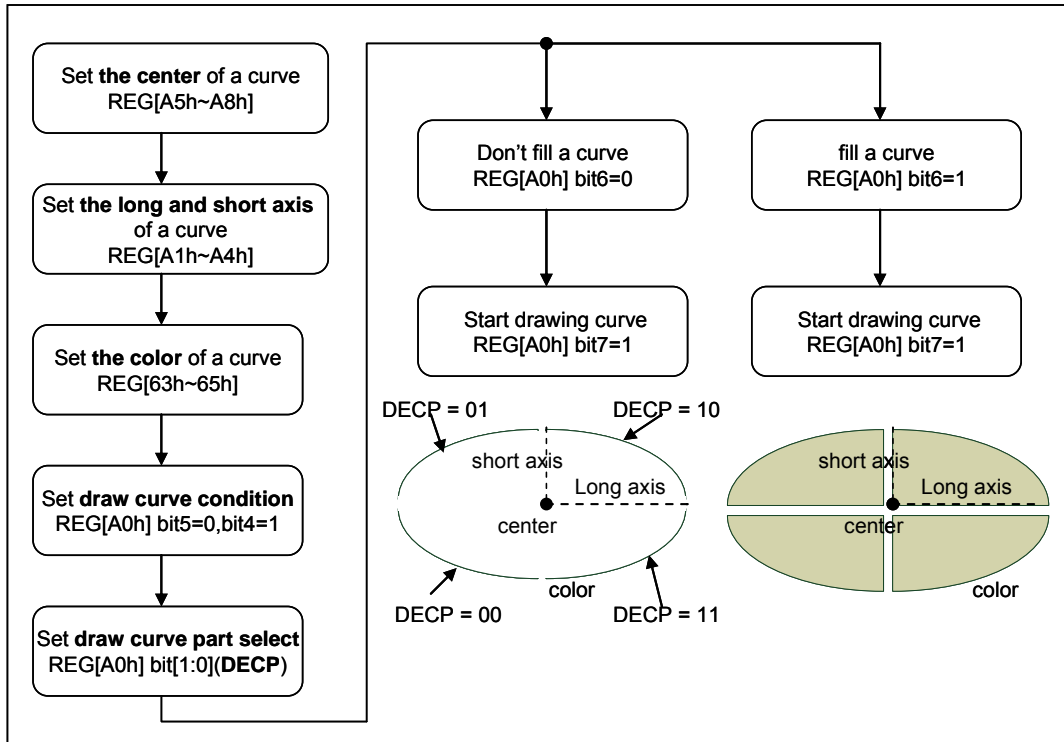 Set the center of a curve
REG[A5h~A8h]
Set the long and short axis
of a curve
REG[A1h~A4h]
Set the color of a curve
REG[63h~65h]
Set draw curve condition
REG[A0h] bit5=0,bit4=1
Set draw curve part select
REG[A0h] bit[1:0](DECP)
Don't fill a curve
REG[A0h] bit6=0
Start drawing curve
REG[A0h] bit7=1
fill a curve
REG[A0h] bit6=1
Start drawing curve
REG[A0h] bit7=1
DECP = 01
DECP = 10
short axis
Long axis
center
color
DECP = 00
DECP = 11
short axis
Long axis
center
color